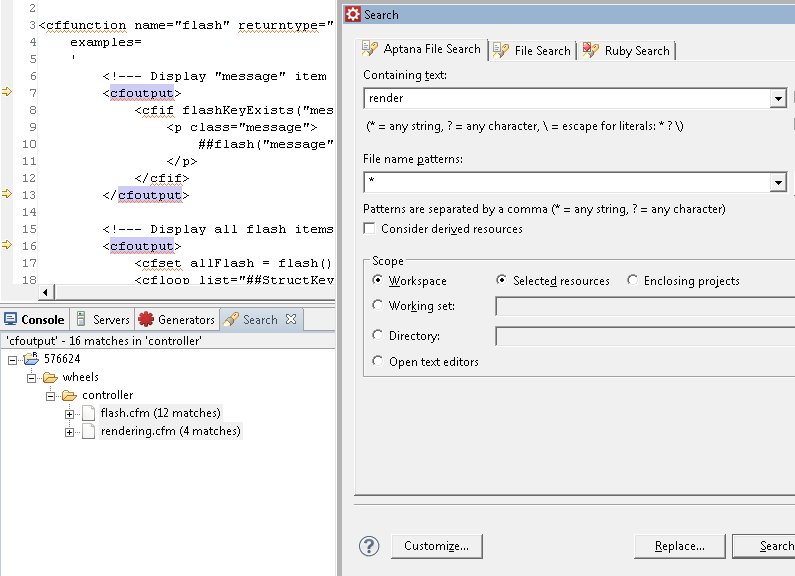 2
3 <cffunction name="flash" returntype="
4 examples=
5 '
6 <!--- Display "message" item
7 <cfoutput>
8 <cfif flashKeyExists("mes
9 <p class="message">
10 ##flash("message"
11 </p>
12 </cfif>
13 </cfoutput>
14
15 <!--- Display all flash items
16 <cfoutput>
17 <cfset allFlash = flash()
18 <cfloop list="##StructKey
Console Servers Generators Search
'cfoutput' - 16 matches in 'controller'
576624
wheels
controller
flash.cfm (12 matches)
rendering.cfm (4 matches)
Search
Aptana File Search File Search Ruby Search
Containing text:
render
(* = any string, ? = any character, \ = escape for literals: * ? \)
File name patterns:
*
Patterns are separated by a comma (* = any string, ? = any character)
Consider derived resources
Scope
Workspace Selected resources Enclosing projects
Working set:
Directory:
Open text editors
? Customize... Replace... Search